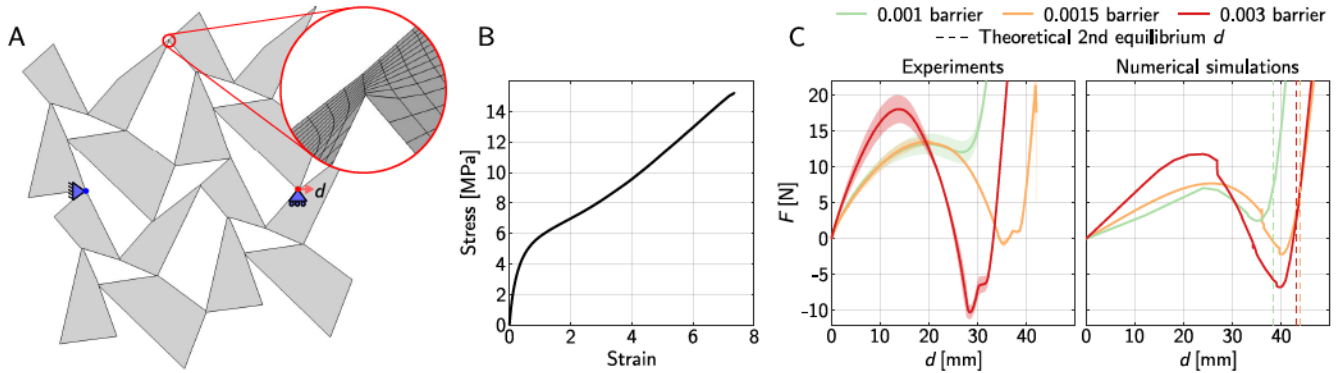 0.001 barrier 0.0015 barrier 0.003 barrier
Theoretical 2nd equilibrium d
A
B
C
Experiments
Numerical simulations
d
Stress [MPa]
14
12
10
8
6
4
2
0
0 2 4 6 8
Strain
F [N]
20
15
10
5
0
-5
-10
0 10 20 30 40
d [mm]
0 10 20 30 40
d [mm]